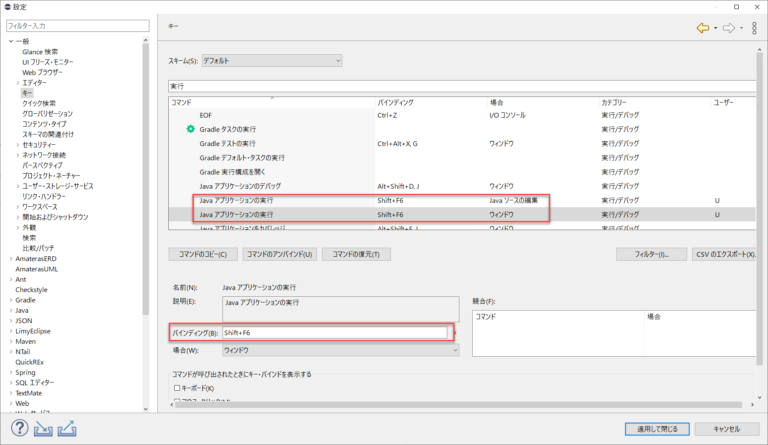 設定
フィルター入力
一般
Glance 検索
UI フリーズ・モニター
Web ブラウザー
エディター
キー
クイック検索
グローバリゼーション
コンテンツ・タイプ
スキーマの関連付け
セキュリティー
ネットワーク接続
パースペクティブ
プロジェクト・ネーチャー
ユーザー・ストレージ・サービス
リンク・ハンドラー
ワークスペース
開始およびシャットダウン
外観
検索
比較/パッチ
AmaterasERD
AmaterasUML
Ant
Checkstyle
Gradle
Java
JSON
LimyEclipse
Maven
NTail
QuickREx
Spring
SQL エディター
TextMate
Web
キー
スキーム(S): デフォルト
実行
コマンド バインディング 場合 カテゴリー ユーザー
EOF Ctrl+Z I/O コンソール 実行/デバッグ
Gradle タスクの実行 実行/デバッグ
Gradle テストの実行 Ctrl+Alt+X, G ウィンドウ 実行/デバッグ
Gradle デフォルト・タスクの実行 実行/デバッグ
Gradle 実行構成を開く 実行/デバッグ
Java アプリケーションのデバッグ Alt+Shift+D, J ウィンドウ 実行/デバッグ
Java アプリケーションの実行 Shift+F6 Java ソースの編集 実行/デバッグ U
Java アプリケーションの実行 Shift+F6 ウィンドウ 実行/デバッグ U
Java アプリケーションをカバレッジ ウィンドウ 実行/デバッグ
コマンドのコピー(C) コマンドのアンバインド(U) コマンドの復元(T) フィルター(I)... CSV のエクスポート(X)
名前(N): Java アプリケーションの実行
説明(E): Java アプリケーションの実行
競合(F):
コマンド 場合
バインディング(B): Shift+F6
場合(W): ウィンドウ
コマンドが呼び出されたときにキー・バインドを表示する
キーボード(K)
適用して閉じる キャンセル